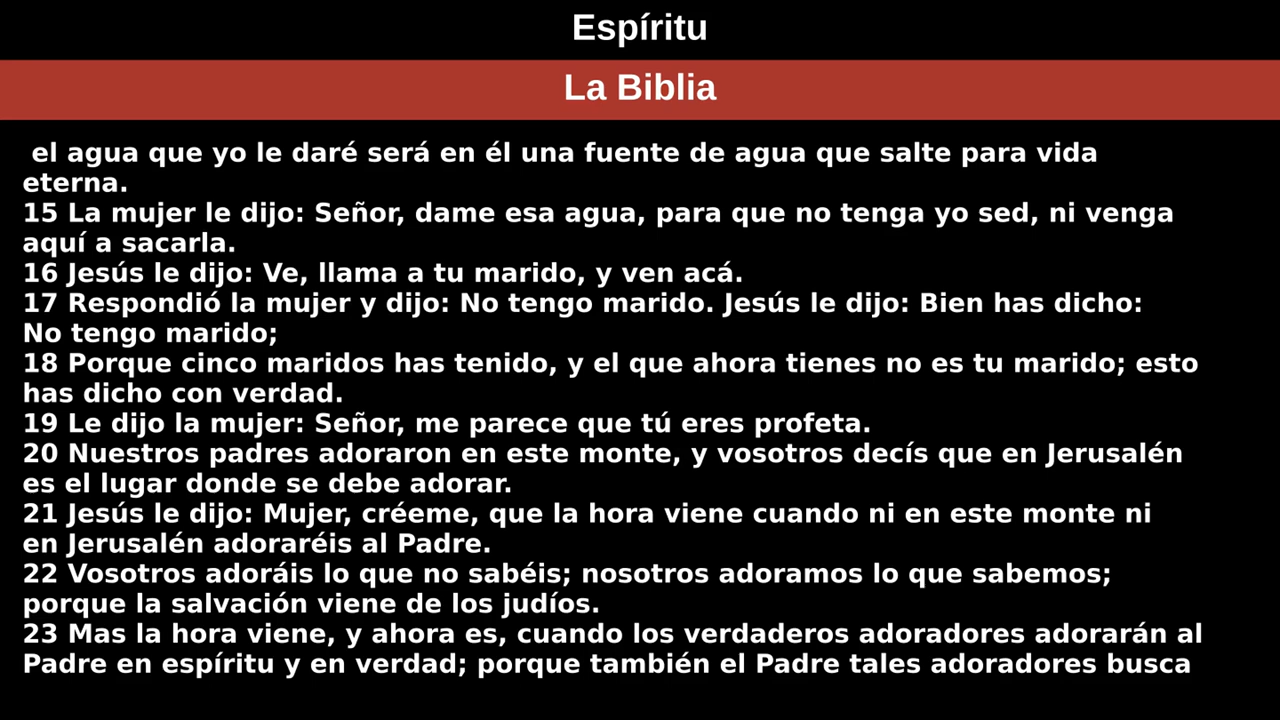 Espíritu
La Biblia
el agua que yo le daré será en él una fuente de agua que salte para vida
eterna.
15 La mujer le dijo: Señor, dame esa agua, para que no tenga yo sed, ni venga
aquí a sacarla.
16 Jesús le dijo: Ve, llama a tu marido, y ven acá.
17 Respondió la mujer y dijo: No tengo marido. Jesús le dijo: Bien has dicho:
No tengo marido;
18 Porque cinco maridos has tenido, y el que ahora tienes no es tu marido; esto
has dicho con verdad.
19 Le dijo la mujer: Señor, me parece que tú eres profeta.
20 Nuestros padres adoraron en este monte, y vosotros decís que en Jerusalén
es el lugar donde se debe adorar.
21 Jesús le dijo: Mujer, créeme, que la hora viene cuando ni en este monte ni
en Jerusalén adoraréis al Padre.
22 Vosotros adoráis lo que no sabéis; nosotros adoramos lo que sabemos;
porque la salvación viene de los judíos.
23 Mas la hora viene, y ahora es, cuando los verdaderos adoradores adorarán al
Padre en espíritu y en verdad; porque también el Padre tales adoradores busca